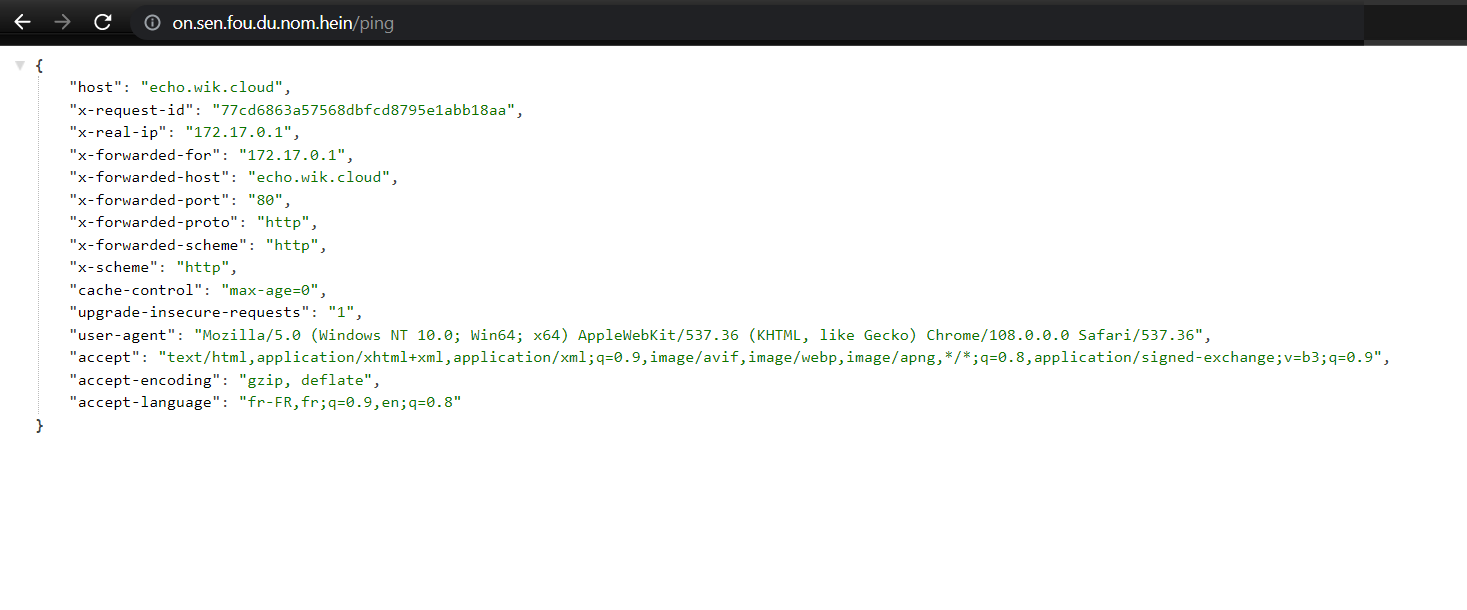 on.sen.fou.du.nom.hein/ping
{
"host": "echo.wik.cloud",
"x-request-id": "77cd6863a57568dbfcd8795e1abb18aa",
"x-real-ip": "172.17.0.1",
"x-forwarded-for": "172.17.0.1",
"x-forwarded-host": "echo.wik.cloud",
"x-forwarded-port": "80",
"x-forwarded-proto": "http",
"x-forwarded-scheme": "http",
"x-scheme": "http",
"cache-control": "max-age=0",
"upgrade-insecure-requests": "1",
"user-agent": "Mozilla/5.0 (Windows NT 10.0; Win64; x64) AppleWebKit/537.36 (KHTML, like Gecko) Chrome/108.0.0.0 Safari/537.36",
"accept": "text/html,application/xhtml+xml,application/xml;q=0.9,image/avif,image/webp,image/apng,*/*;q=0.8,application/signed-exchange;v=b3;q=0.9",
"accept-encoding": "gzip, deflate",
"accept-language": "fr-FR,fr;q=0.9,en;q=0.8"
}